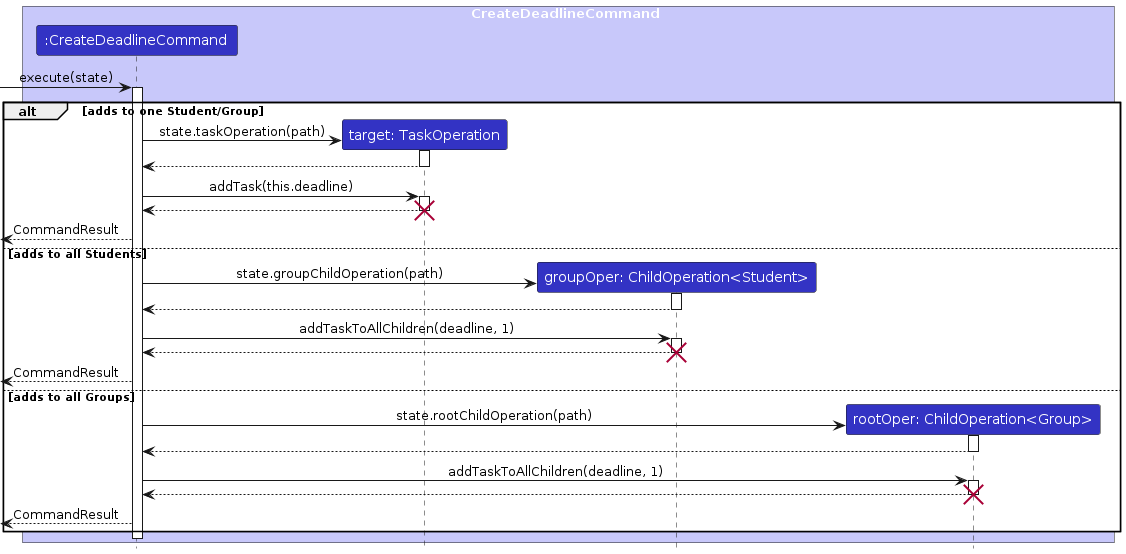 CreateDeadlineCommand
:CreateDeadlineCommand
execute(state)
alt [adds to one Student/Group]
state.taskOperation(path)
target: TaskOperation
addTask(this.deadline)
CommandResult
[adds to all Students]
state.groupChildOperation(path)
groupOper: ChildOperation<Student>
addTaskToAllChildren(deadline, 1)
CommandResult
[adds to all Groups]
state.rootChildOperation(path)
rootOper: ChildOperation<Group>
addTaskToAllChildren(deadline, 1)
CommandResult